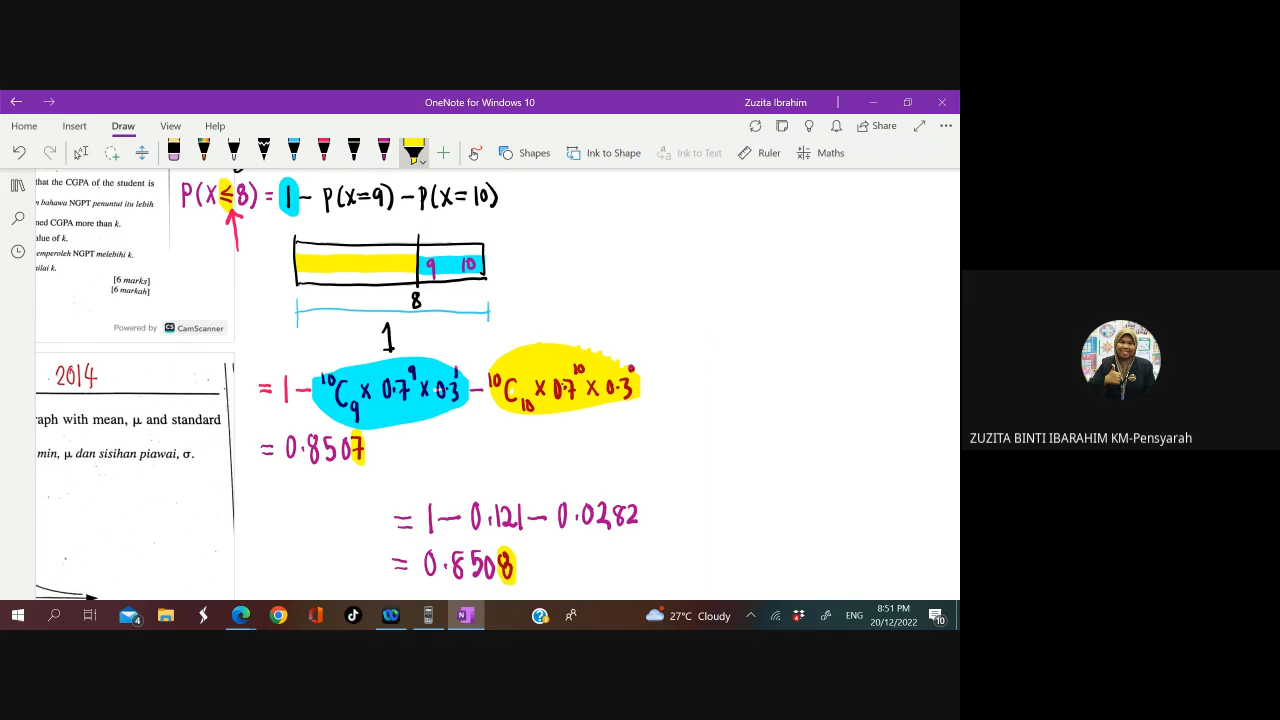 OneNote for Windows 10
Zuzita Ibrahim
Home Insert Draw View Help
Share
Shapes
Ink to Shape
Ink to Text
Ruler
Maths
that the CGPA of the student is
n bahawa NGPT penuntut itu lebih
ned CGPA more than k.
alue of k.
emperoleh NGPT melebihi k.
ilai k.
[6 marks]
[6 markah]
Powered by CS CamScanner
P(X ≤ 8) = 1 - P(X=9) - P(X=10)
9 10
8
1
= 1 - ¹⁰C₉ × 0.7⁹ × 0.3¹ - ¹⁰C₁₀ × 0.7¹⁰ × 0.3⁰
= 0.8507
= 1 - 0.121 - 0.0282
= 0.8508
2014
raph with mean, μ and standard
min, μ dan sisihan piawai, σ.
ZUZITA BINTI IBARAHIM KM-Pensyarah
4
27°C Cloudy
ENG
8:51 PM
20/12/2022
10